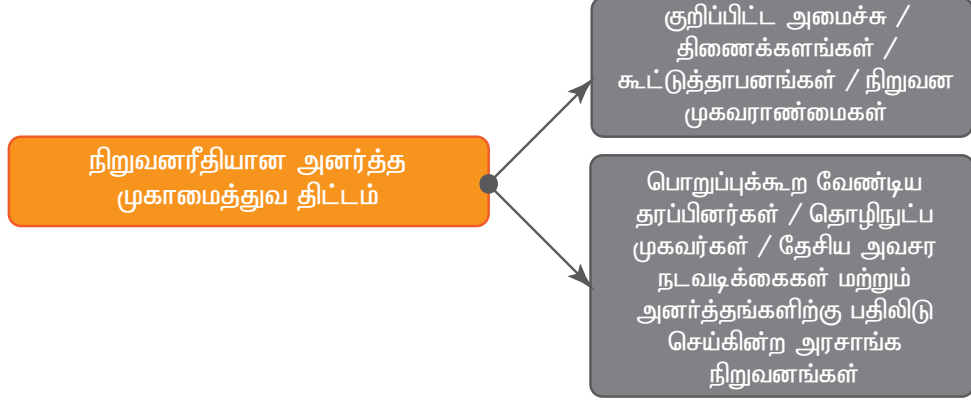 குறிப்பிட்ட அமைச்சு /
திணைக்களங்கள் /
கூட்டுத்தாபனங்கள் / நிறுவன
முகவராண்மைகள்
நிறுவனரீதியான அனர்த்த
முகாமைத்துவ திட்டம்
பொறுப்புக்கூற வேண்டிய
தரப்பினர்கள் / தொழிநுட்ப
முகவர்கள் / தேசிய அவசர
நடவடிக்கைகள் மற்றும்
அனர்த்தங்களிற்கு பதிலிடு
செய்கின்ற அரசாங்க
நிறுவனங்கள்